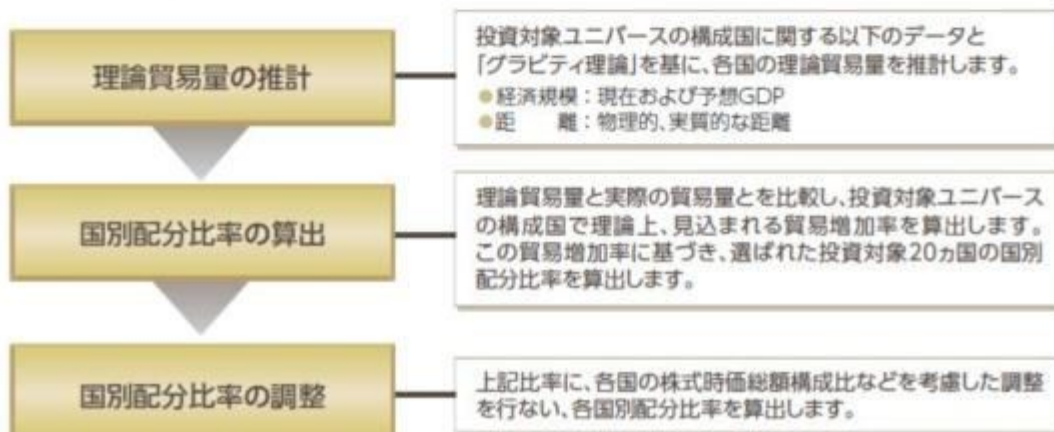 理論貿易量の推計
投資対象ユニバースの構成国に関する以下のデータと
「グラビティ理論」を基に、各国の理論貿易量を推計します。
●経済規模：現在および予想GDP
●距　　離：物理的、実質的な距離
国別配分比率の算出
理論貿易量と実際の貿易量とを比較し、投資対象ユニバース
の構成国で理論上、見込まれる貿易増加率を算出します。
この貿易増加率に基づき、選ばれた投資対象20ヵ国の国別
配分比率を算出します。
国別配分比率の調整
上記比率に、各国の株式時価総額構成比などを考慮した調整
を行ない、各国別配分比率を算出します。